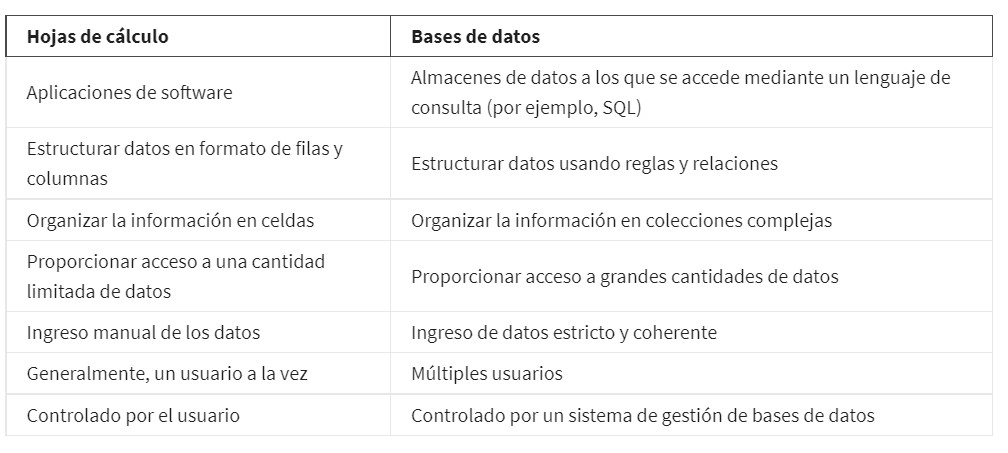 Hojas de cálculo
Bases de datos
Aplicaciones de software
Almacenes de datos a los que se accede mediante un lenguaje de
consulta (por ejemplo, SQL)
Estructurar datos en formato de filas y
columnas
Estructurar datos usando reglas y relaciones
Organizar la información en celdas
Organizar la información en colecciones complejas
Proporcionar acceso a una cantidad
limitada de datos
Proporcionar acceso a grandes cantidades de datos
Ingreso manual de los datos
Ingreso de datos estricto y coherente
Generalmente, un usuario a la vez
Múltiples usuarios
Controlado por el usuario
Controlado por un sistema de gestión de bases de datos